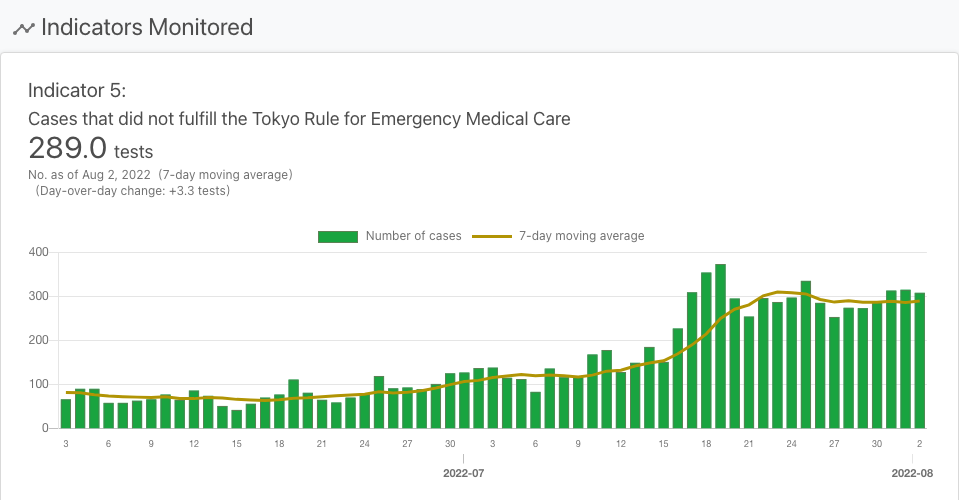 Indicators Monitored
Indicator 5:
Cases that did not fulfill the Tokyo Rule for Emergency Medical Care
289.0 tests
No. as of Aug 2, 2022 (7-day moving average)
(Day-over-day change: +3.3 tests)
Number of cases 7-day moving average
400
300
200
100
0
3 6 9 12 15 18 21 24 27 30 3 6 9 12 15 18 21 24 27 30 2
2022-07 2022-08